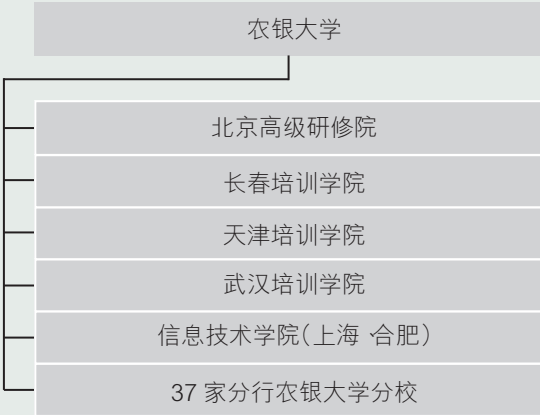 农银大学
北京高级研修院
长春培训学院
天津培训学院
武汉培训学院
信息技术学院(上海·合肥)
37 家分行农银大学分校